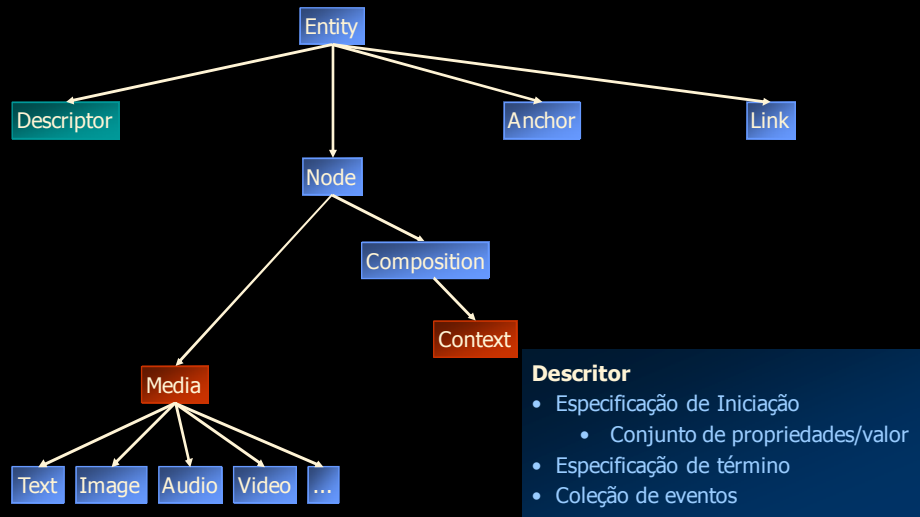 Entity
Descriptor
Anchor
Link
Node
Composition
Context
Media
Text
Image
Audio
Video
...
Descritor
• Especificação de Iniciação
• Conjunto de propriedades/valor
• Especificação de término
• Coleção de eventos